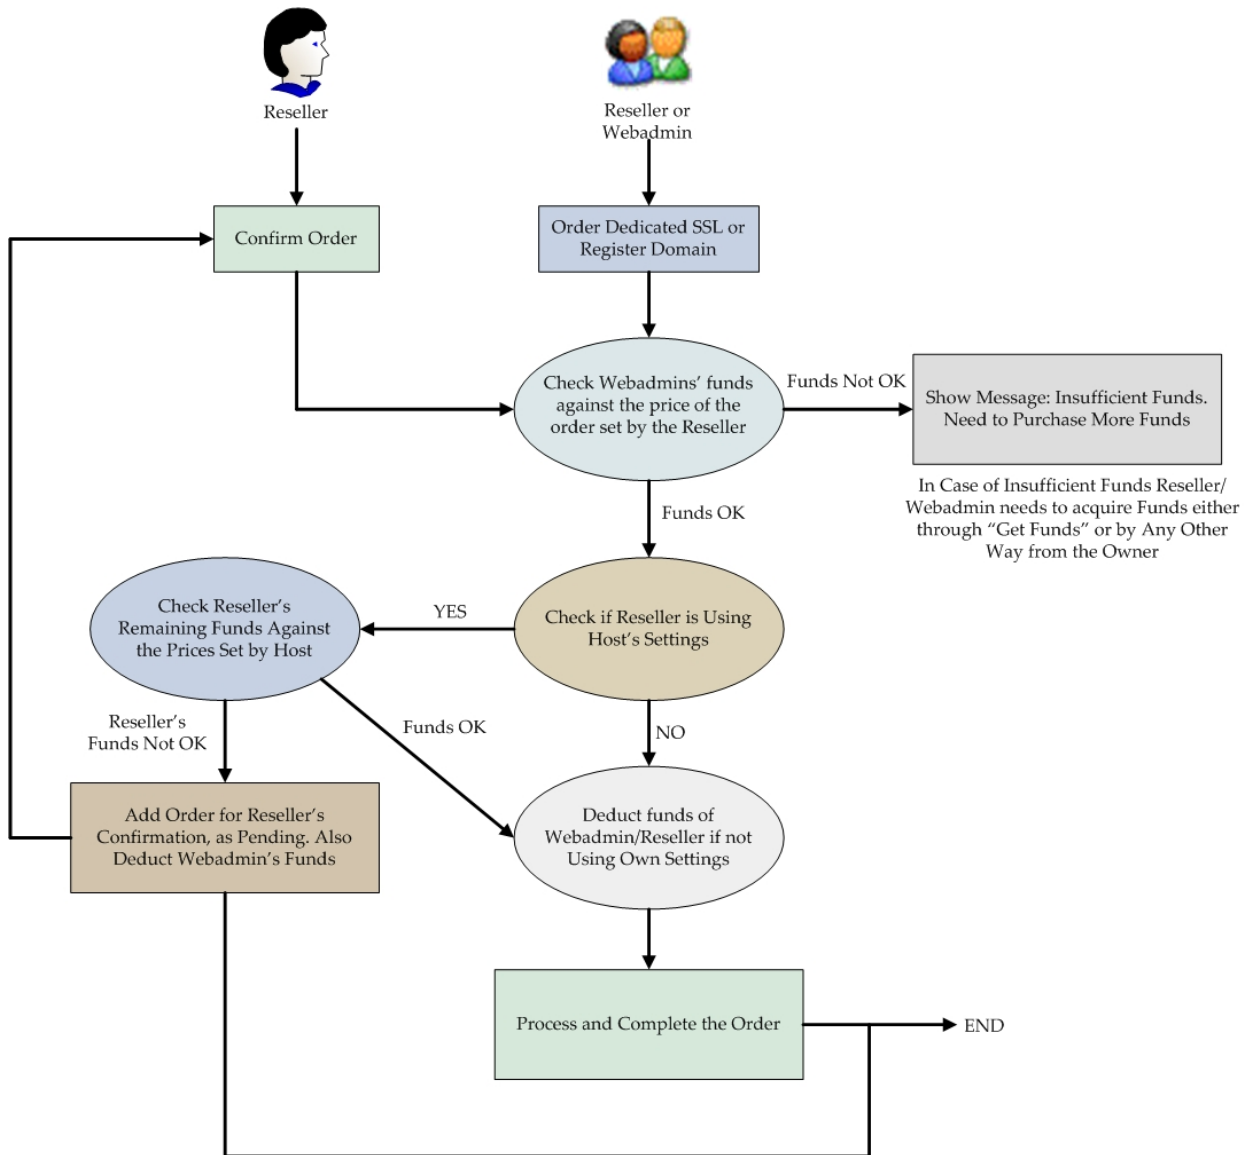 Reseller
Reseller or
Webadmin
Confirm Order
Order Dedicated SSL or
Register Domain
Check Webadmins’ funds
against the price of the
order set by the Reseller
Funds Not OK
Show Message: Insufficient Funds.
Need to Purchase More Funds
In Case of Insufficient Funds Reseller/
Webadmin needs to acquire Funds either
through “Get Funds” or by Any Other
Way from the Owner
Funds OK
Check Reseller’s
Remaining Funds Against
the Prices Set by Host
YES
Check if Reseller is Using
Host’s Settings
Reseller’s
Funds Not OK
Funds OK
NO
Add Order for Reseller’s
Confirmation, as Pending. Also
Deduct Webadmin’s Funds
Deduct funds of
Webadmin/Reseller if not
Using Own Settings
Process and Complete the Order
END